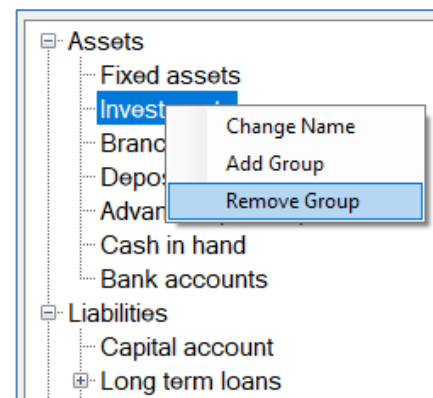 Assets
Fixed assets
Change Name
Add Group
Remove Group
Cash in hand
Bank accounts
Liabilities
Capital account
Long term loans